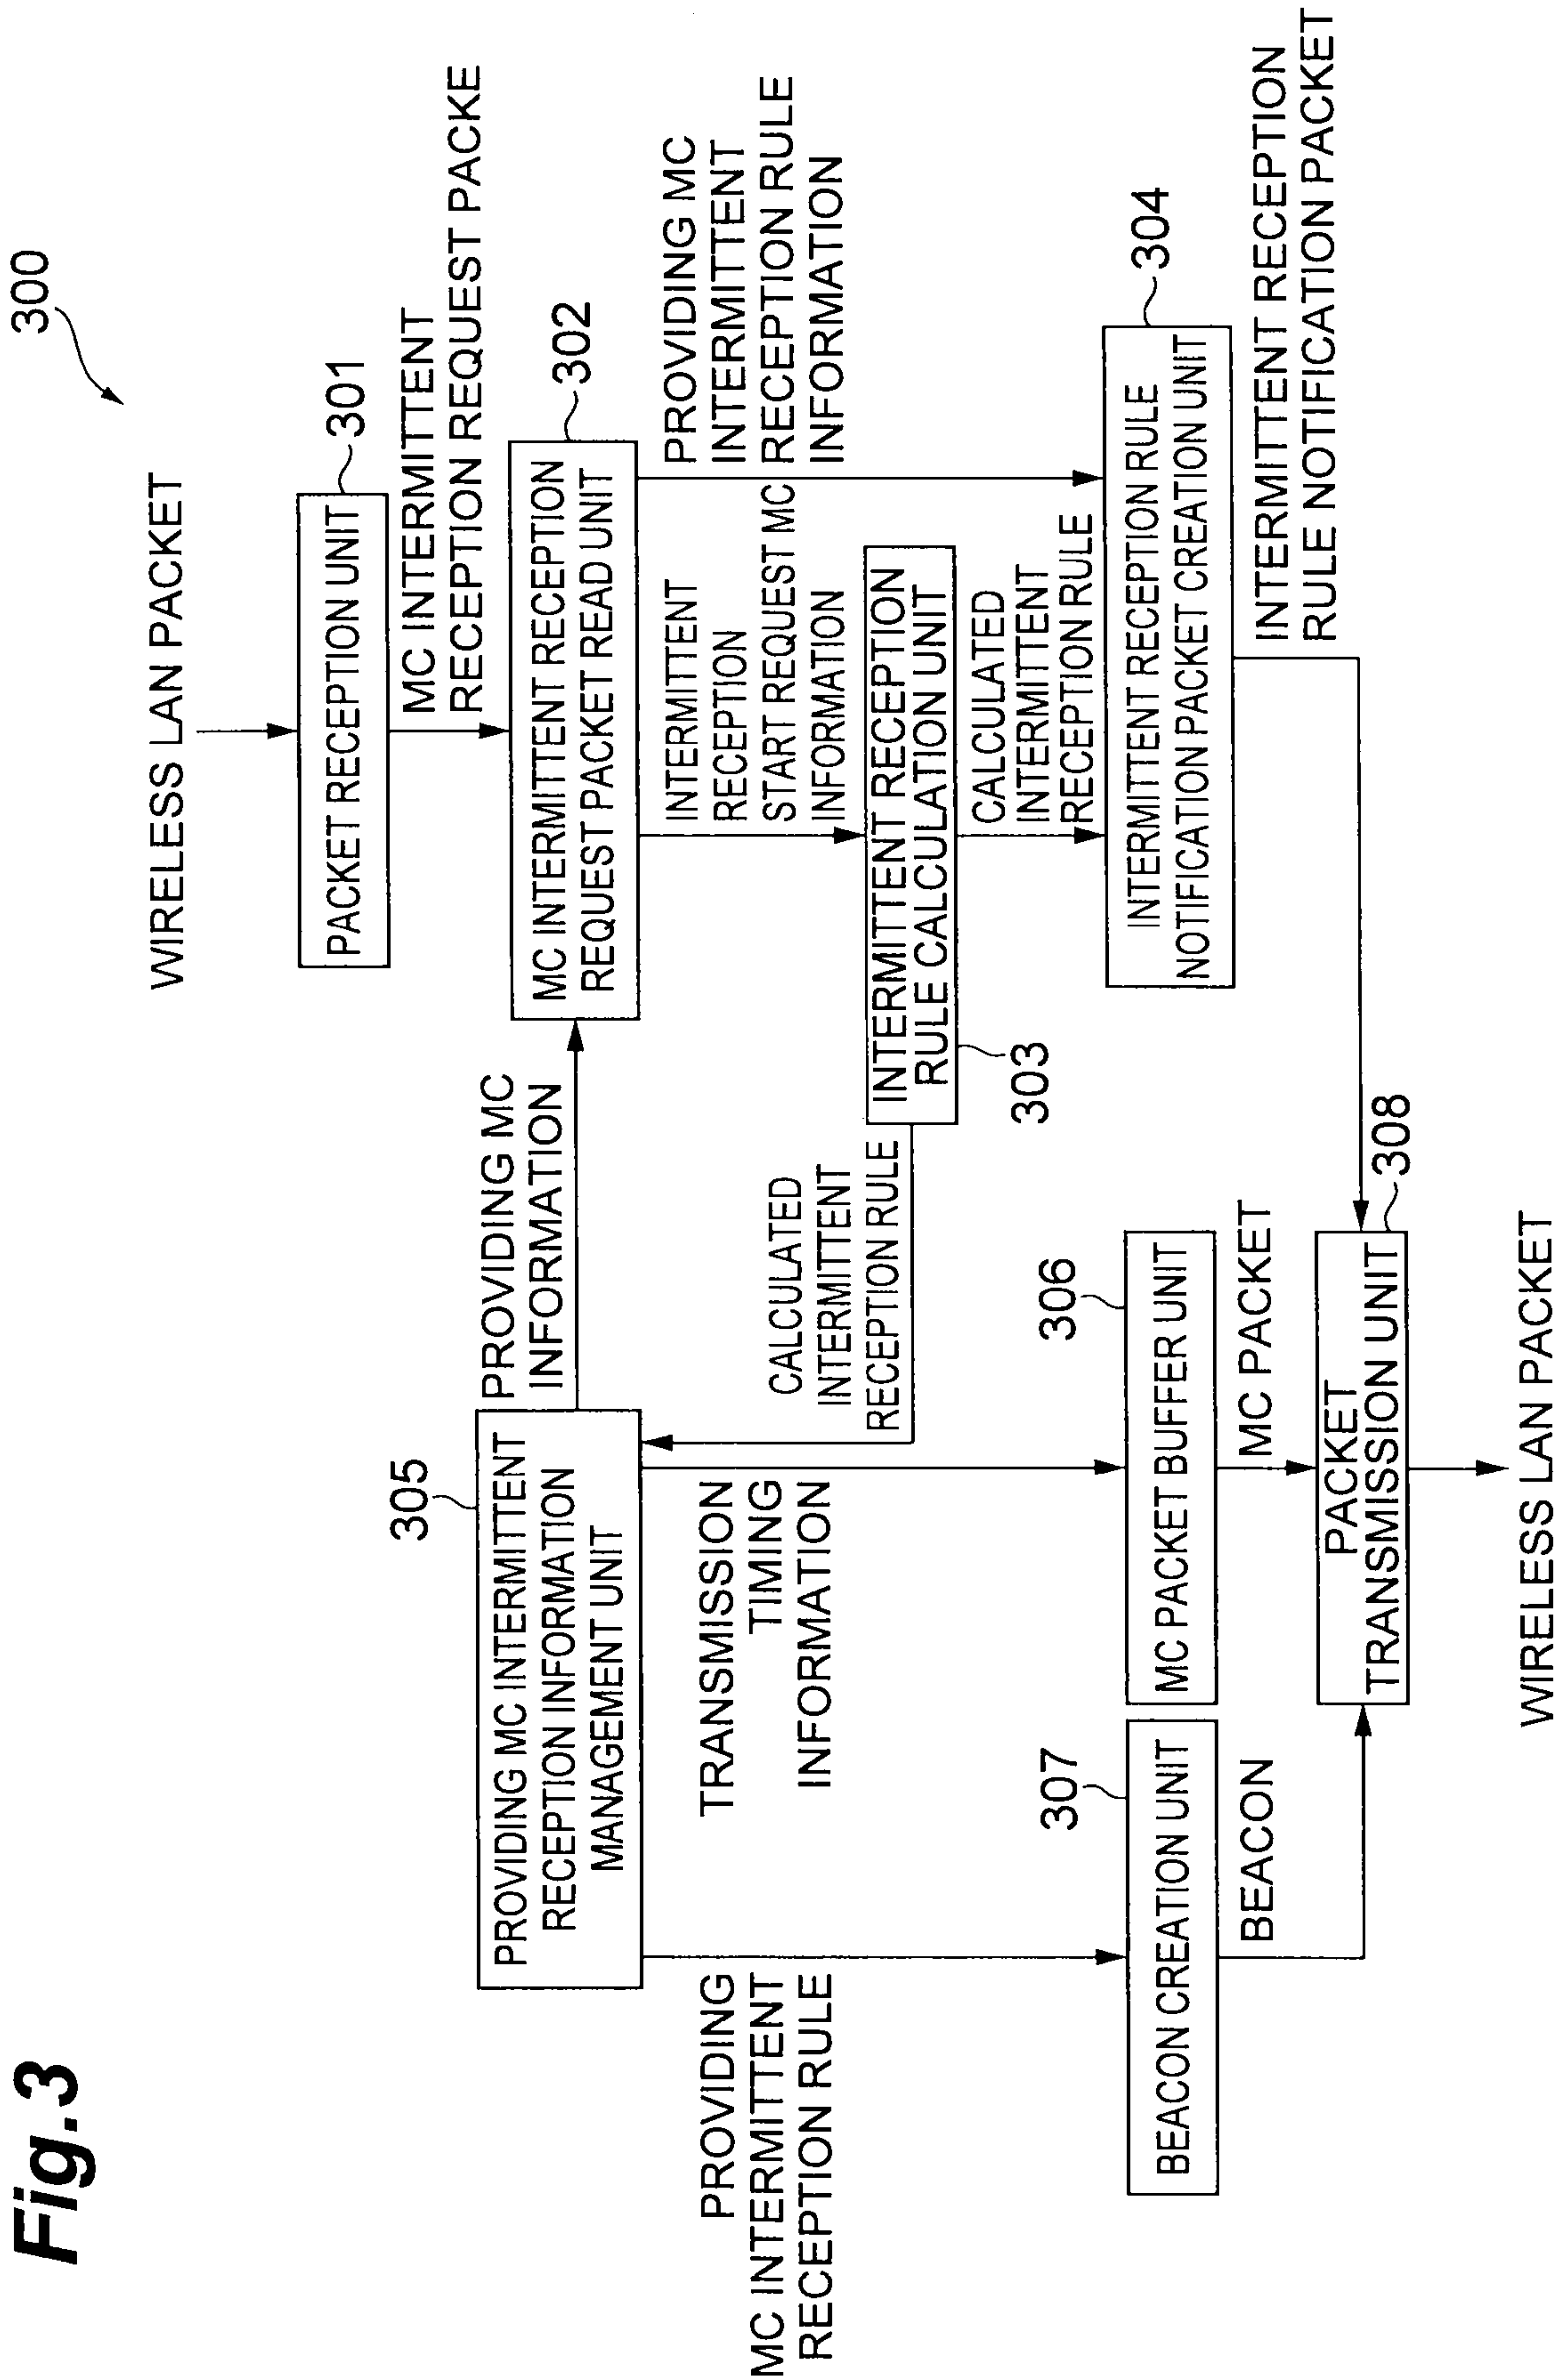 Fig.3
300
WIRELESS LAN PACKET
301
PACKET RECEPTION UNIT
MC INTERMITTENT
RECEPTION REQUEST PACKE
302
MC INTERMITTENT RECEPTION
REQUEST PACKET READ UNIT
PROVIDING MC
INFORMATION
305
PROVIDING MC INTERMITTENT
RECEPTION INFORMATION
MANAGEMENT UNIT
INTERMITTENT
RECEPTION
START REQUEST MC
INFORMATION
PROVIDING MC
INTERMITTENT
RECEPTION RULE
INFORMATION
CALCULATED
INTERMITTENT
RECEPTION RULE
INTERMITTENT RECEPTION
RULE CALCULATION UNIT
303
CALCULATED
INTERMITTENT
RECEPTION RULE
304
INTERMITTENT RECEPTION RULE
NOTIFICATION PACKET CREATION UNIT
PROVIDING
MC INTERMITTENT
RECEPTION RULE
TRANSMISSION
TIMING
INFORMATION
307
BEACON CREATION UNIT
306
MC PACKET BUFFER UNIT
BEACON
MC PACKET
INTERMITTENT RECEPTION
RULE NOTIFICATION PACKET
308
PACKET
TRANSMISSION UNIT
WIRELESS LAN PACKET